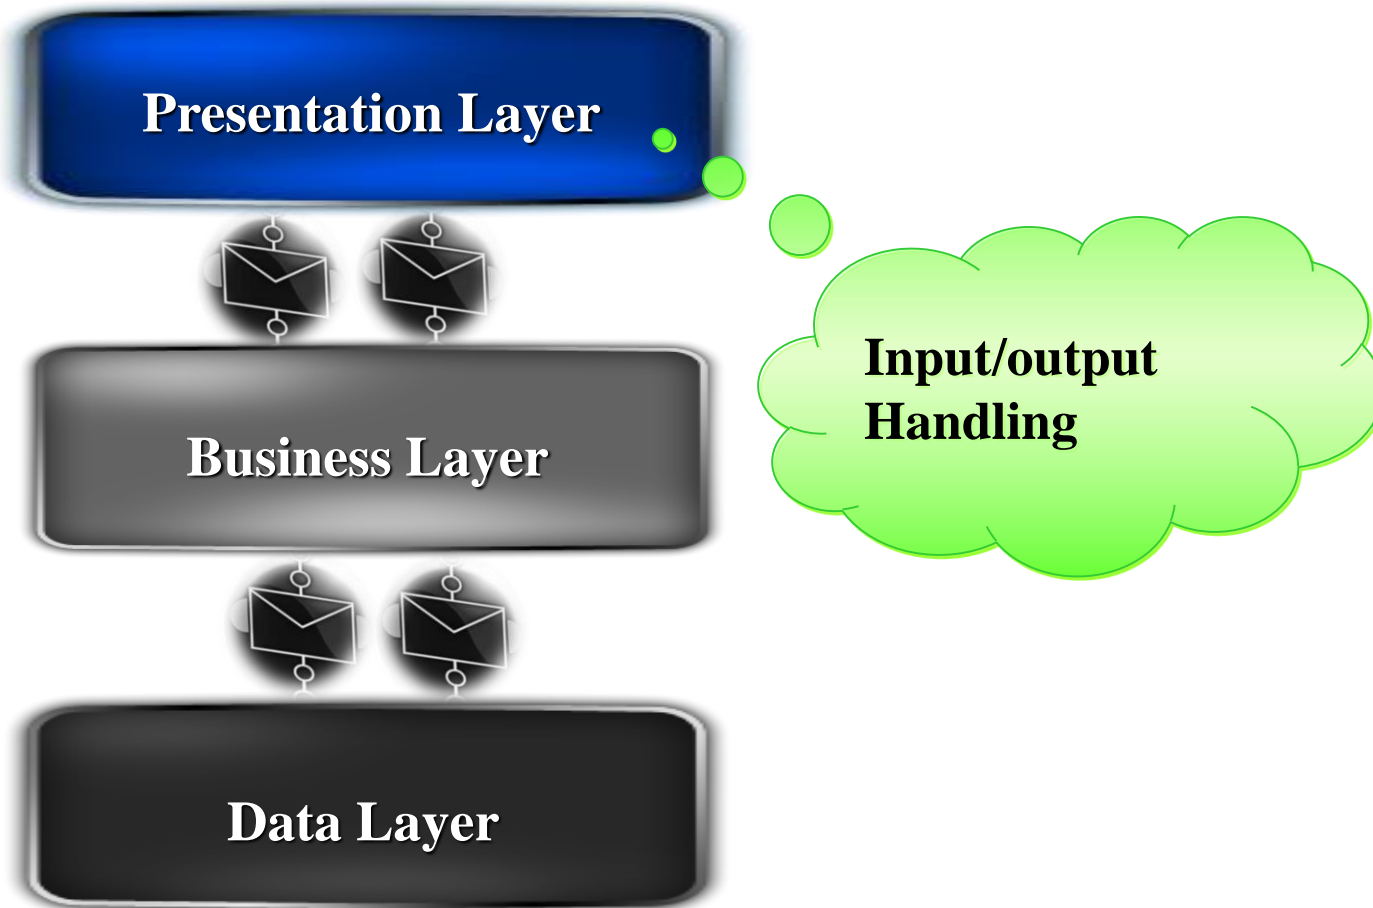 Presentation Layer
Input/output
Handling
Business Layer
Data Layer